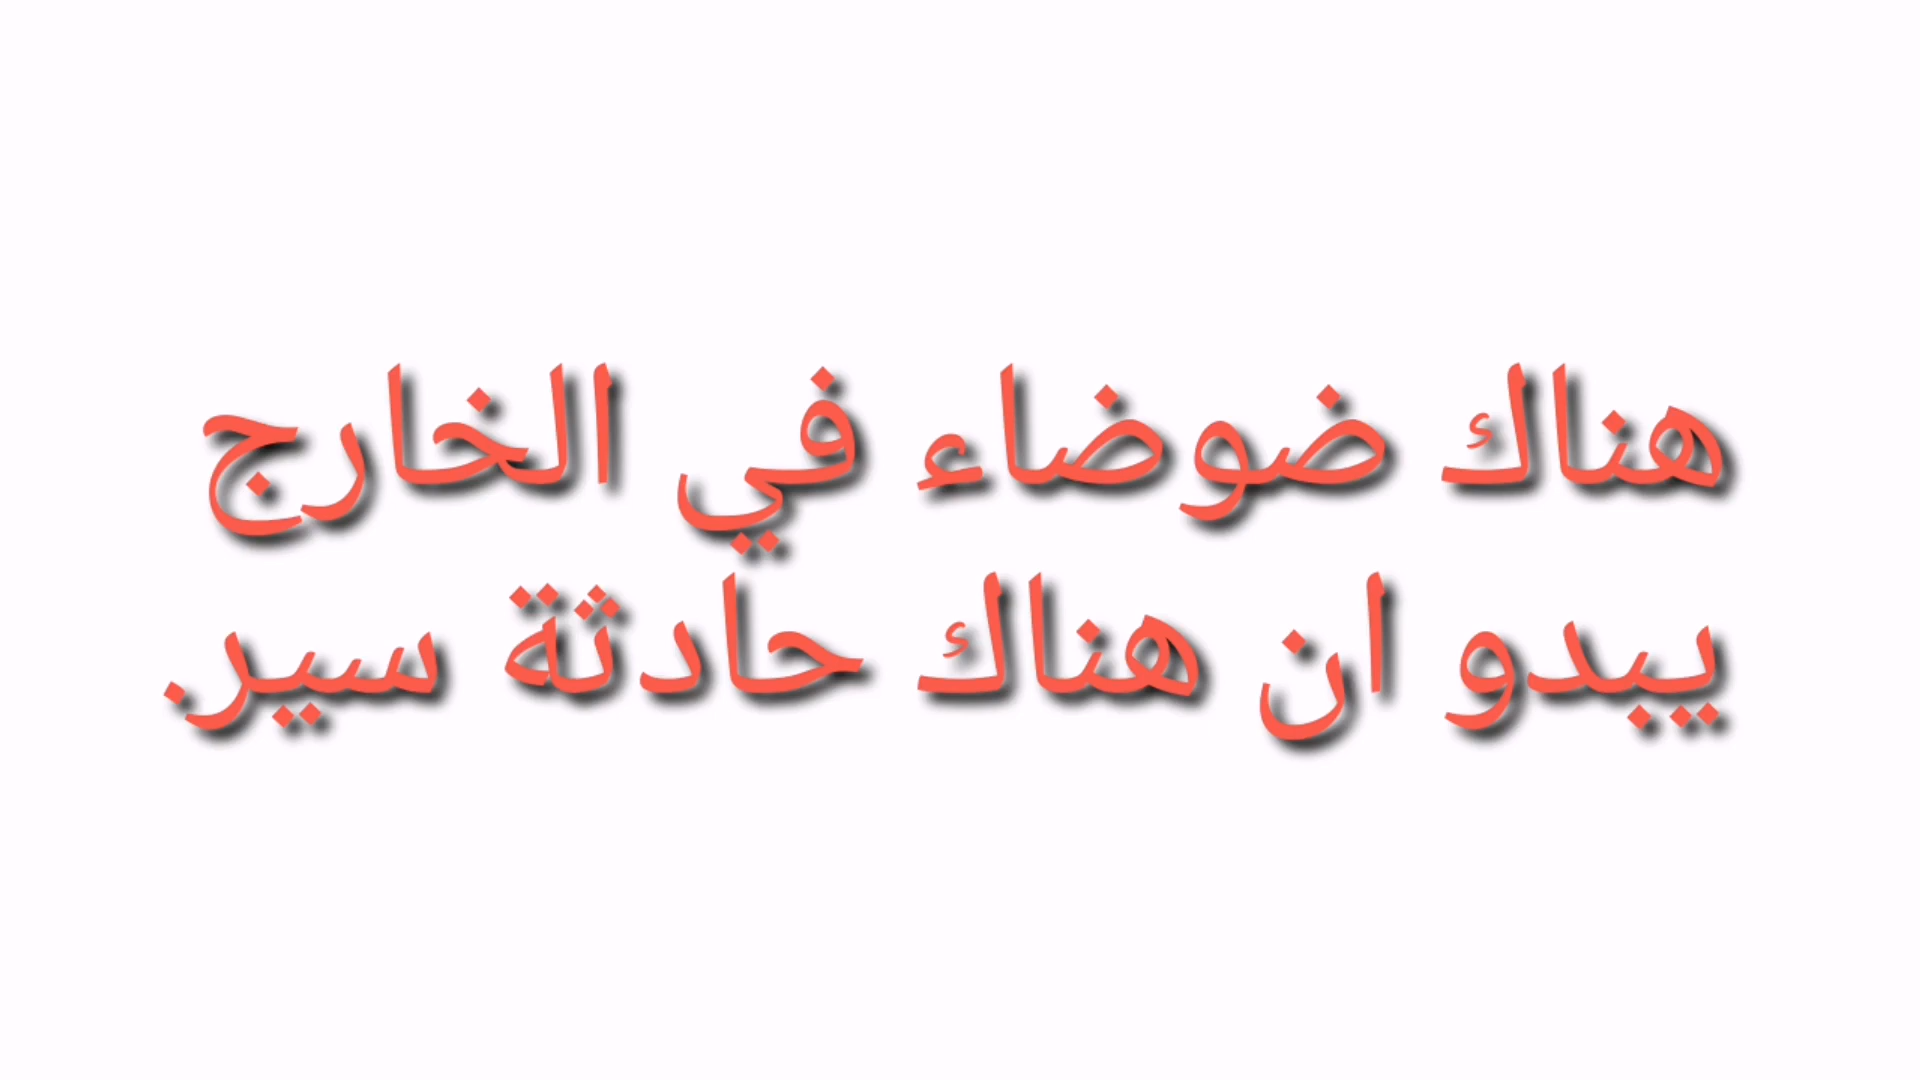 هناك ضوضاء في الخارج
يبدو ان هناك حادثة سير.